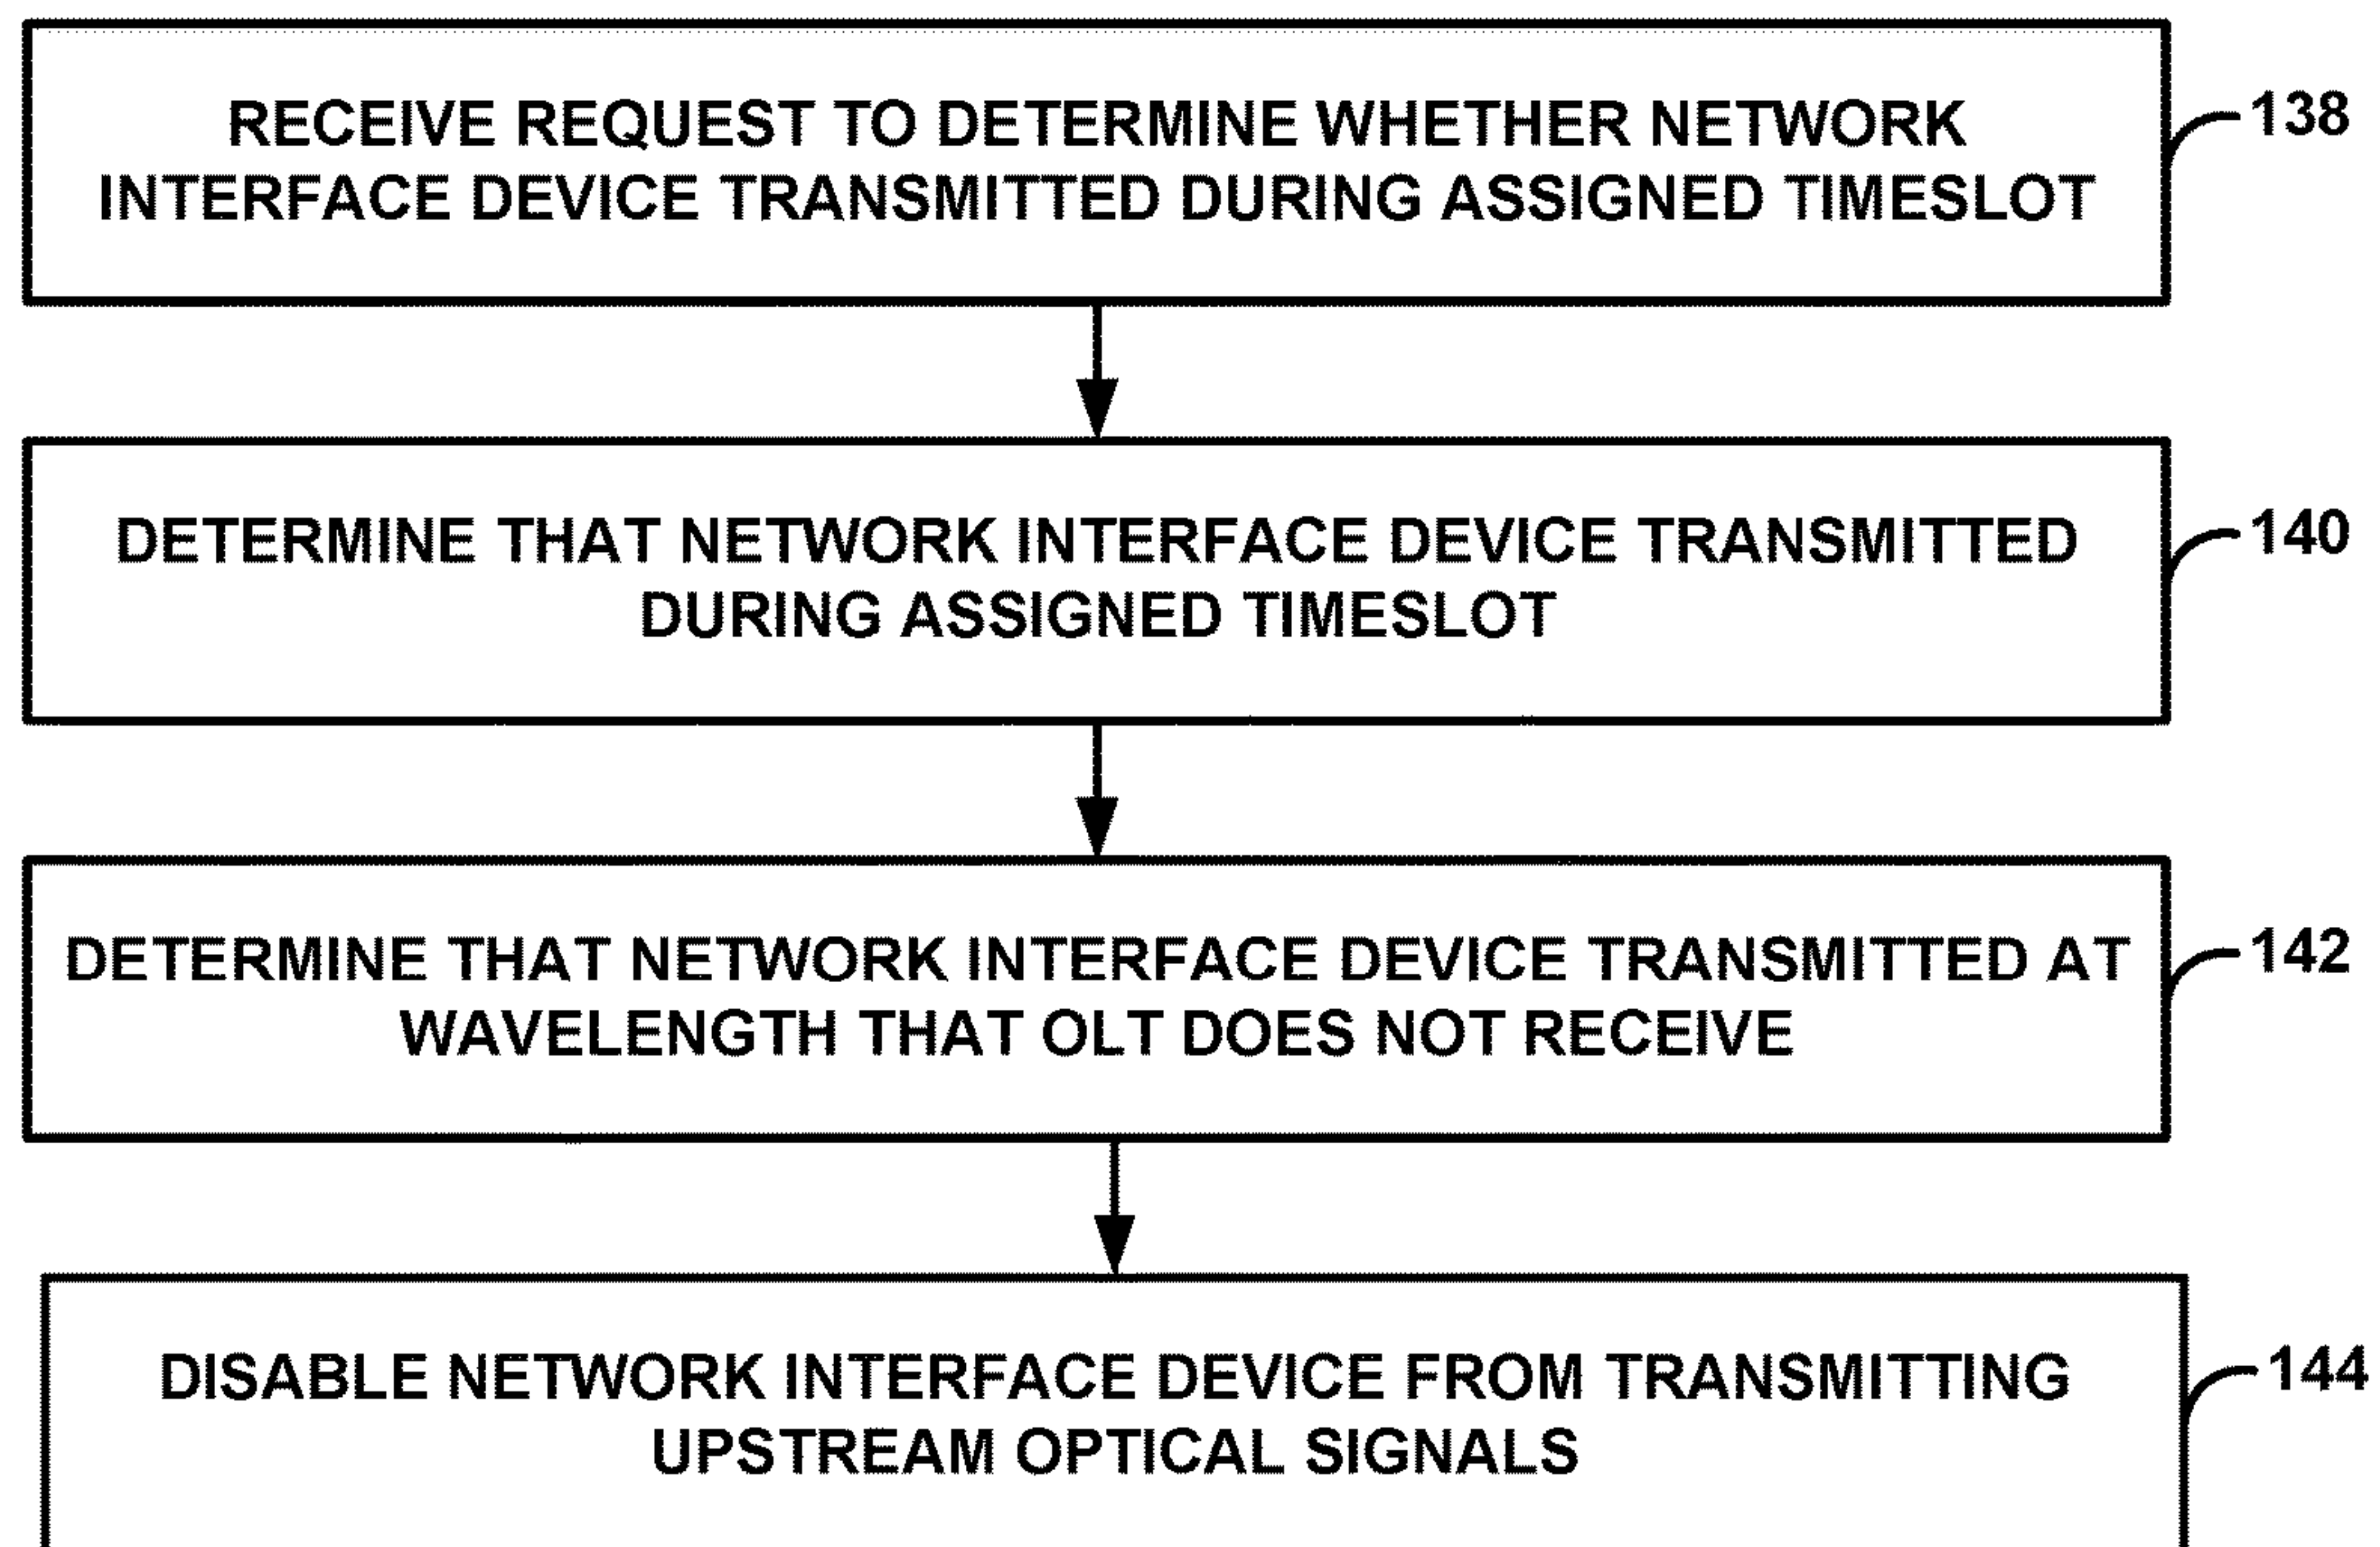 RECEIVE REQUEST TO DETERMINE WHETHER NETWORK
INTERFACE DEVICE TRANSMITTED DURING ASSIGNED TIMESLOT
138
DETERMINE THAT NETWORK INTERFACE DEVICE TRANSMITTED
DURING ASSIGNED TIMESLOT
140
DETERMINE THAT NETWORK INTERFACE DEVICE TRANSMITTED AT
WAVELENGTH THAT OLT DOES NOT RECEIVE
142
DISABLE NETWORK INTERFACE DEVICE FROM TRANSMITTING
UPSTREAM OPTICAL SIGNALS
144